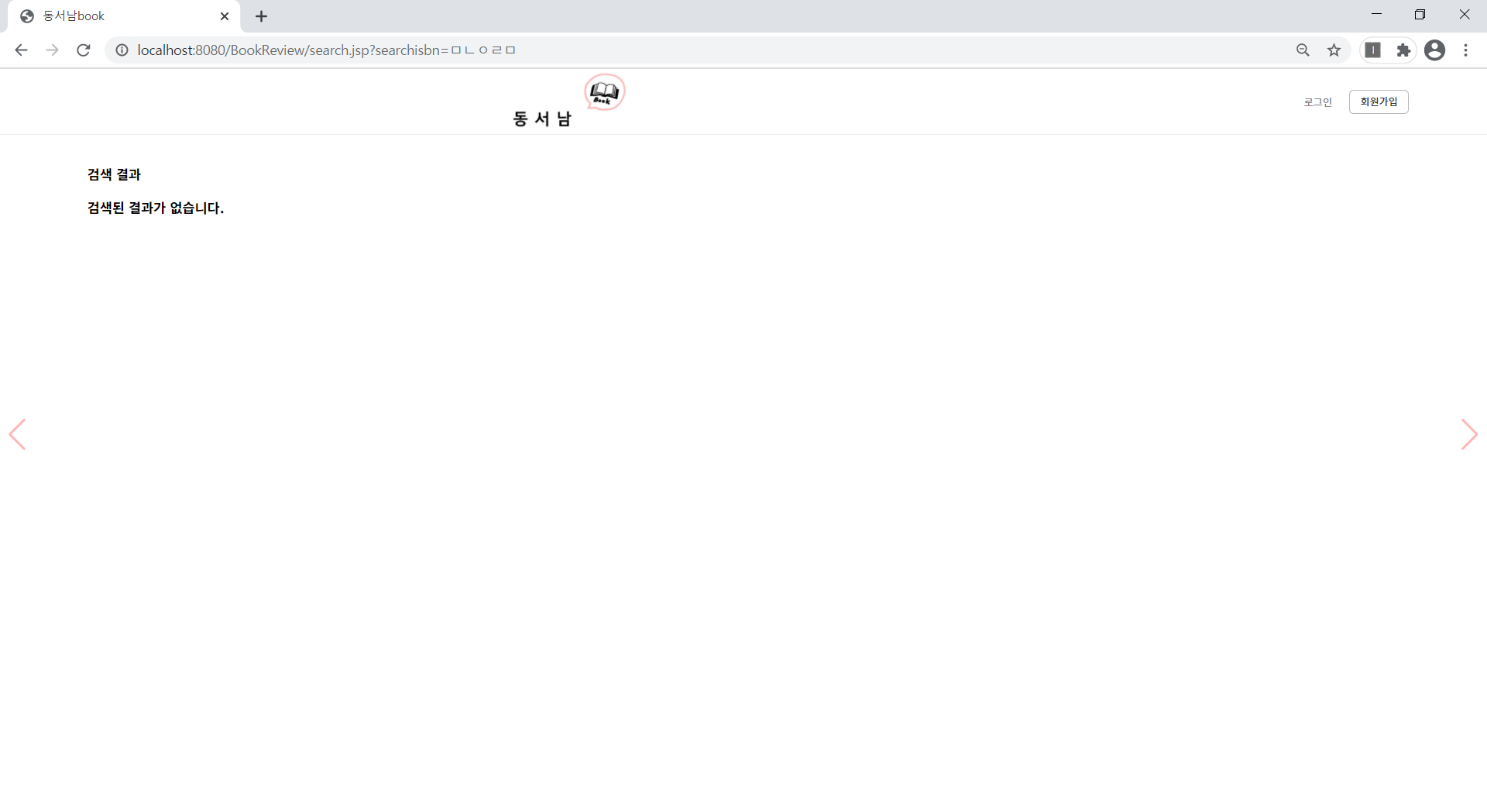 동서남book
localhost:8080/BookReview/search.jsp?searchisbn=ㅁㄴㅇㄹㅁ
Book
동 서 남
로그인
회원가입
검색 결과
검색된 결과가 없습니다.